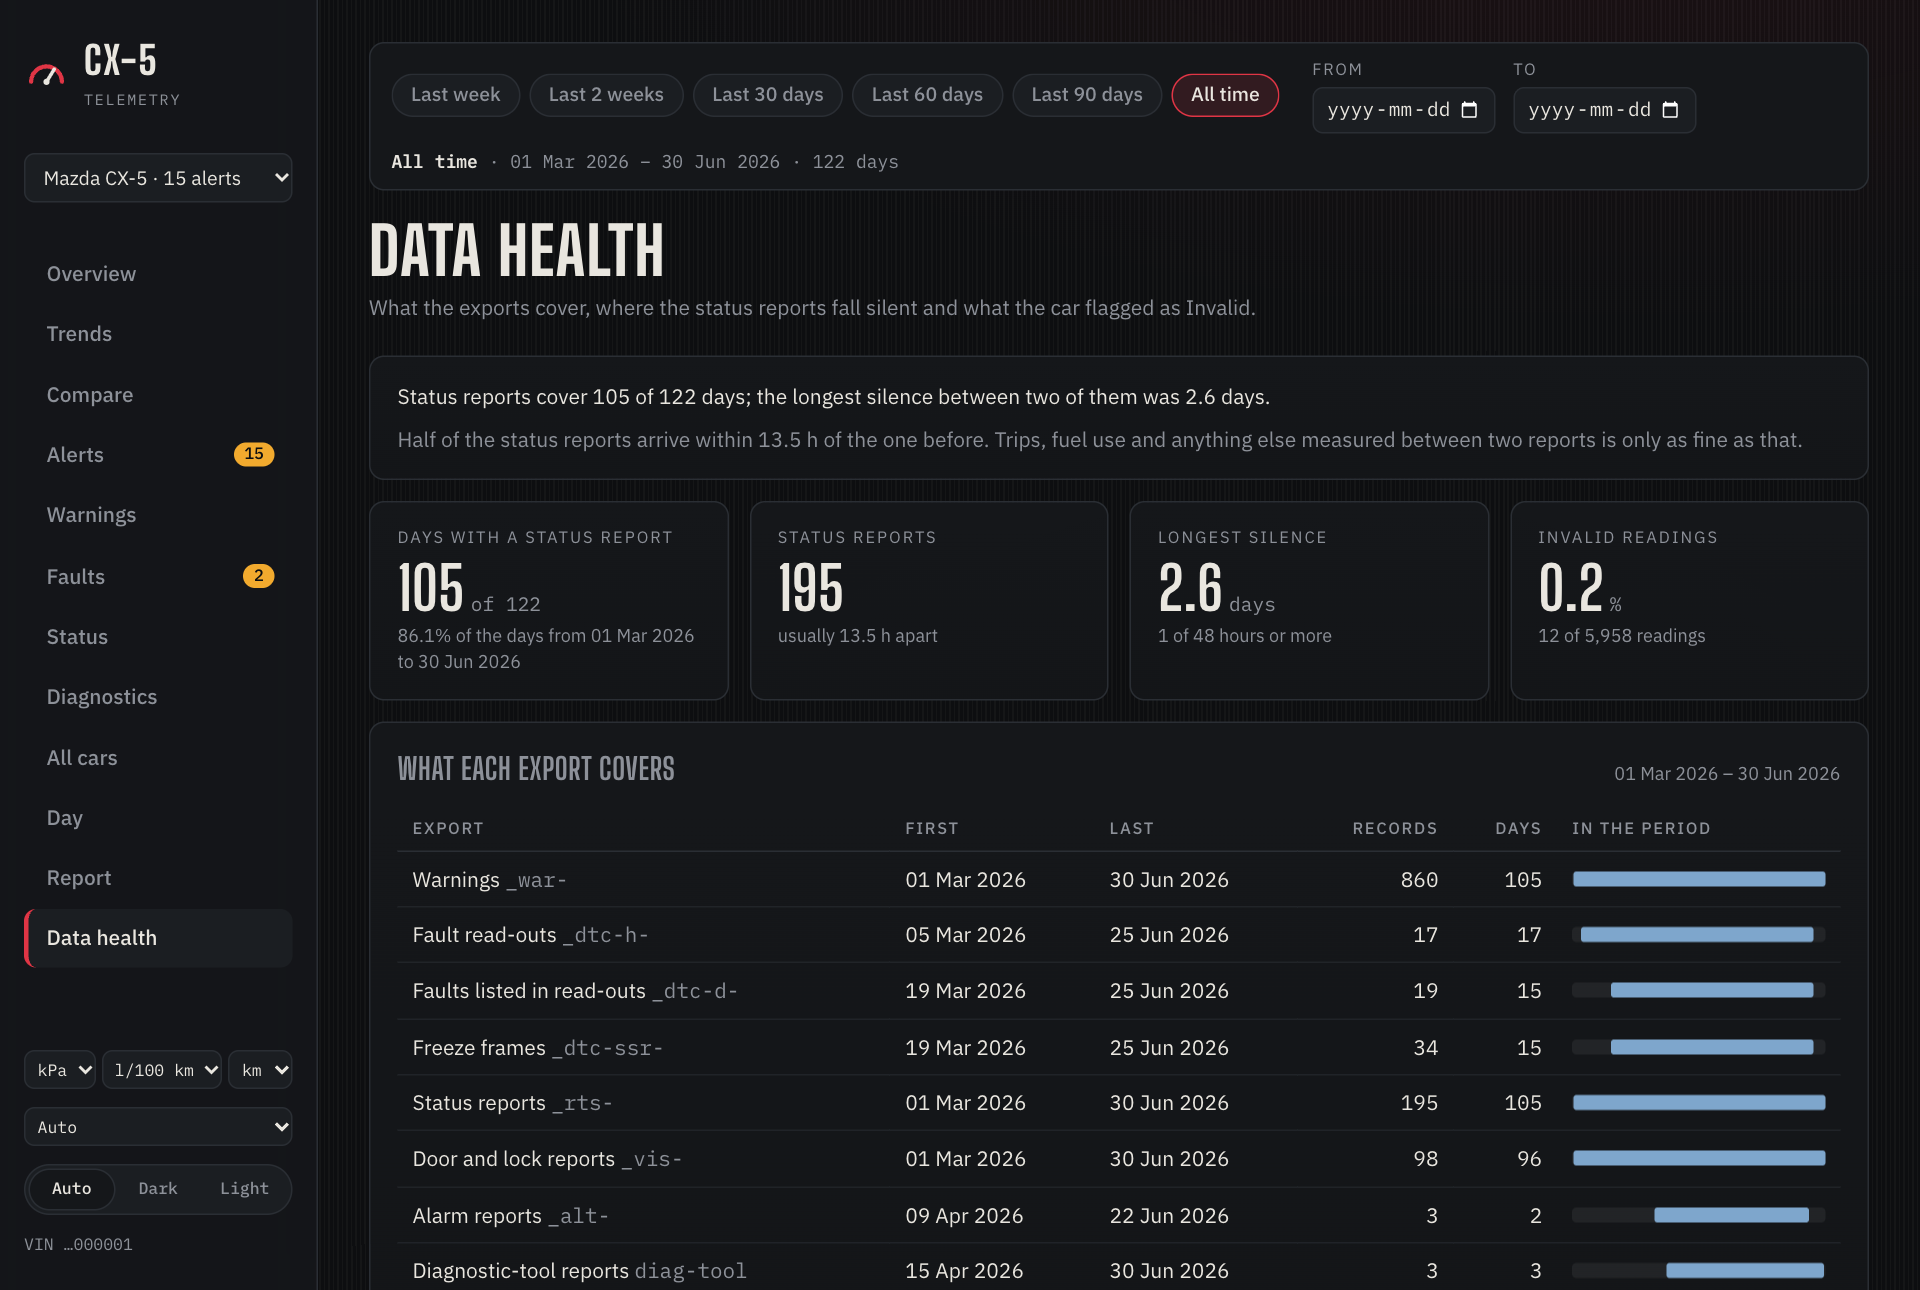 CX-5
TELEMETRY
Mazda CX-5 · 15 alerts
Overview
Trends
Compare
Alerts 15
Warnings
Faults 2
Status
Diagnostics
All cars
Day
Report
Data health
kPa l/100 km km
Auto
Auto Dark Light
VIN …000001
FROM TO
Last week Last 2 weeks Last 30 days Last 60 days Last 90 days All time yyyy-mm-dd yyyy-mm-dd
All time · 01 Mar 2026 – 30 Jun 2026 · 122 days
DATA HEALTH
What the exports cover, where the status reports fall silent and what the car flagged as Invalid.
Status reports cover 105 of 122 days; the longest silence between two of them was 2.6 days.
Half of the status reports arrive within 13.5 h of the one before. Trips, fuel use and anything else measured between two reports is only as fine as that.
DAYS WITH A STATUS REPORT
105 of 122
86.1% of the days from 01 Mar 2026
to 30 Jun 2026
STATUS REPORTS
195
usually 13.5 h apart
LONGEST SILENCE
2.6 days
1 of 48 hours or more
INVALID READINGS
0.2 %
12 of 5,958 readings
WHAT EACH EXPORT COVERS 01 Mar 2026 – 30 Jun 2026
EXPORT FIRST LAST RECORDS DAYS IN THE PERIOD
Warnings _war- 01 Mar 2026 30 Jun 2026 860 105
Fault read-outs _dtc-h- 05 Mar 2026 25 Jun 2026 17 17
Faults listed in read-outs _dtc-d- 19 Mar 2026 25 Jun 2026 19 15
Freeze frames _dtc-ssr- 19 Mar 2026 25 Jun 2026 34 15
Status reports _rts- 01 Mar 2026 30 Jun 2026 195 105
Door and lock reports _vis- 01 Mar 2026 30 Jun 2026 98 96
Alarm reports _alt- 09 Apr 2026 22 Jun 2026 3 2
Diagnostic-tool reports diag-tool 15 Apr 2026 30 Jun 2026 3 3